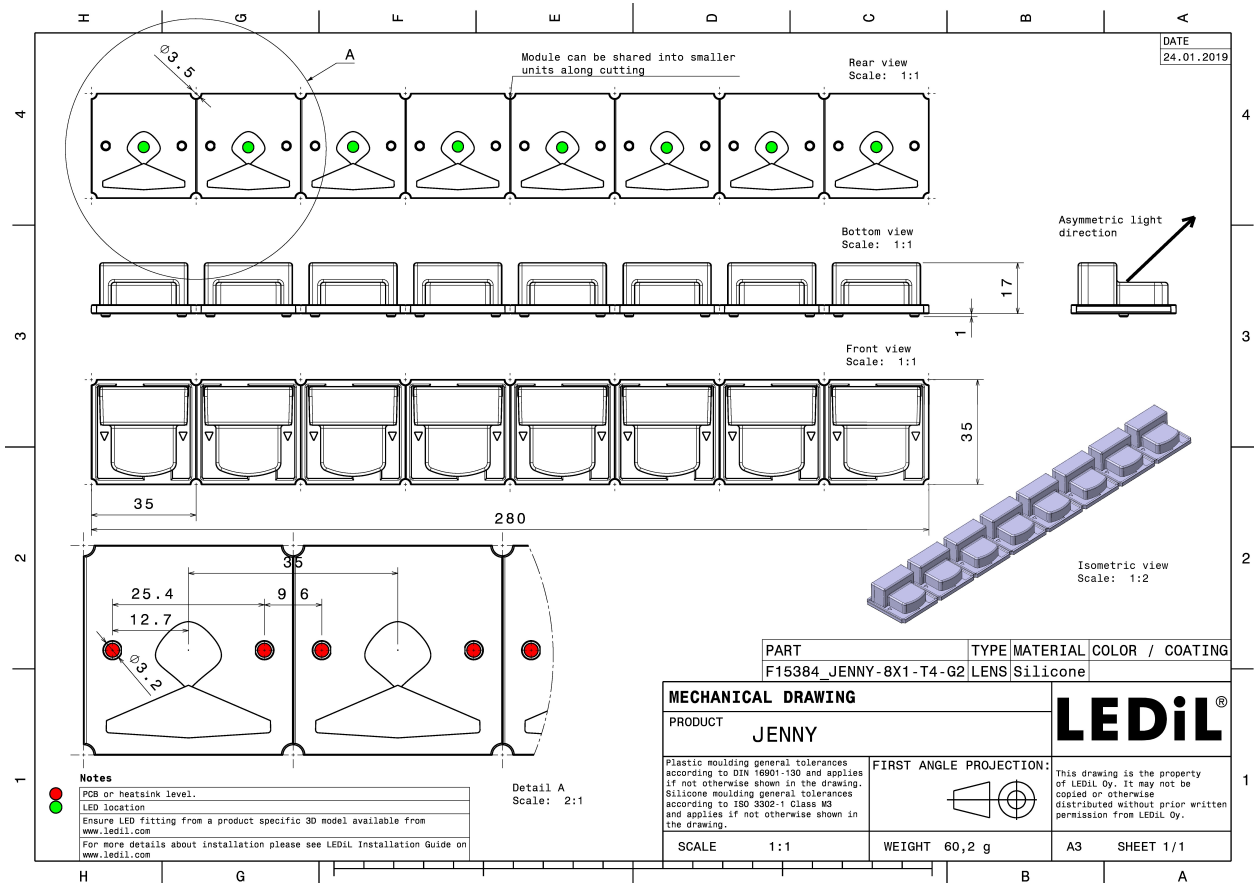 H G F E D C B A
DATE
24.01.2019
Ø3.5
A
Module can be shared into smaller
units along cutting
Rear view
Scale: 1:1
4 4
Bottom view
Scale: 1:1
Asymmetric light
direction
17
1
3 3
Front view
Scale: 1:1
35
35
280
2 2
35
25.4
9.6
12.7
Ø3.2
Isometric view
Scale: 1:2
PART TYPE MATERIAL COLOR / COATING
F15384_JENNY-8X1-T4-G2 LENS Silicone
MECHANICAL DRAWING
PRODUCT
JENNY
LEDiL®
Plastic moulding general tolerances
according to DIN 16901-130 and applies
if not otherwise shown in the drawing.
Silicone moulding general tolerances
according to ISO 3302-1 Class M3
and applies if not otherwise shown in
the drawing.
FIRST ANGLE PROJECTION:
This drawing is the property
of LEDiL Oy. It may not be
copied or otherwise
distributed without prior written
permission from LEDiL Oy.
1 1
SCALE 1:1 WEIGHT 60,2 g A3 SHEET 1/1
Detail A
Scale: 2:1
Notes
PCB or heatsink level.
LED location
Ensure LED fitting from a product specific 3D model available from
www.ledil.com
For more details about installation please see LEDiL Installation Guide on
www.ledil.com
H G B A